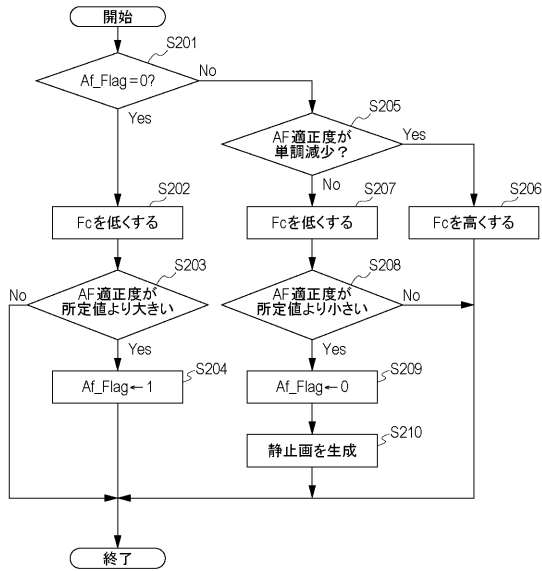 開始
S201
Af_Flag=0?
No
Yes
S205
AF適正度が
単調減少？
Yes
No
S202
Fcを低くする
S207
Fcを低くする
S206
Fcを高くする
S203
AF適正度が
所定値より大きい
No
Yes
S208
AF適正度が
所定値より小さい
No
Yes
S204
Af_Flag←1
S209
Af_Flag←0
S210
静止画を生成
終了